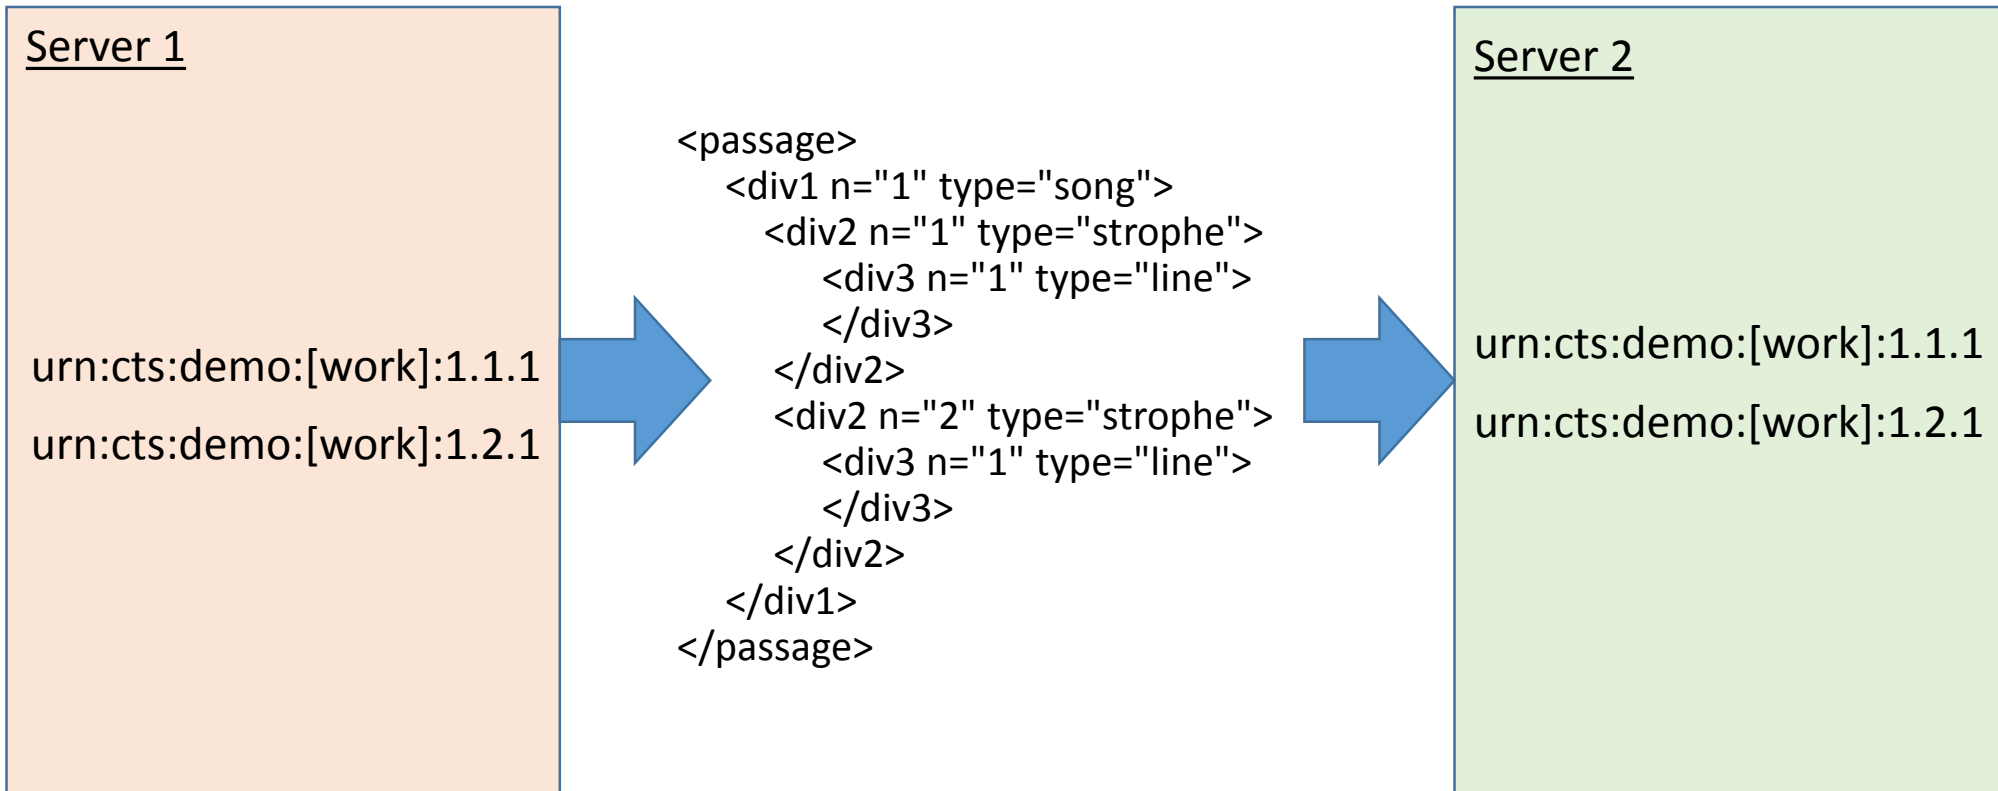 Server 1
urn:cts:demo:[work]:1.1.1
urn:cts:demo:[work]:1.2.1
<passage>
<div1 n="1" type="song">
<div2 n="1" type="strophe">
<div3 n="1" type="line">
</div3>
</div2>
<div2 n="2" type="strophe">
<div3 n="1" type="line">
</div3>
</div2>
</div1>
</passage>
Server 2
urn:cts:demo:[work]:1.1.1
urn:cts:demo:[work]:1.2.1